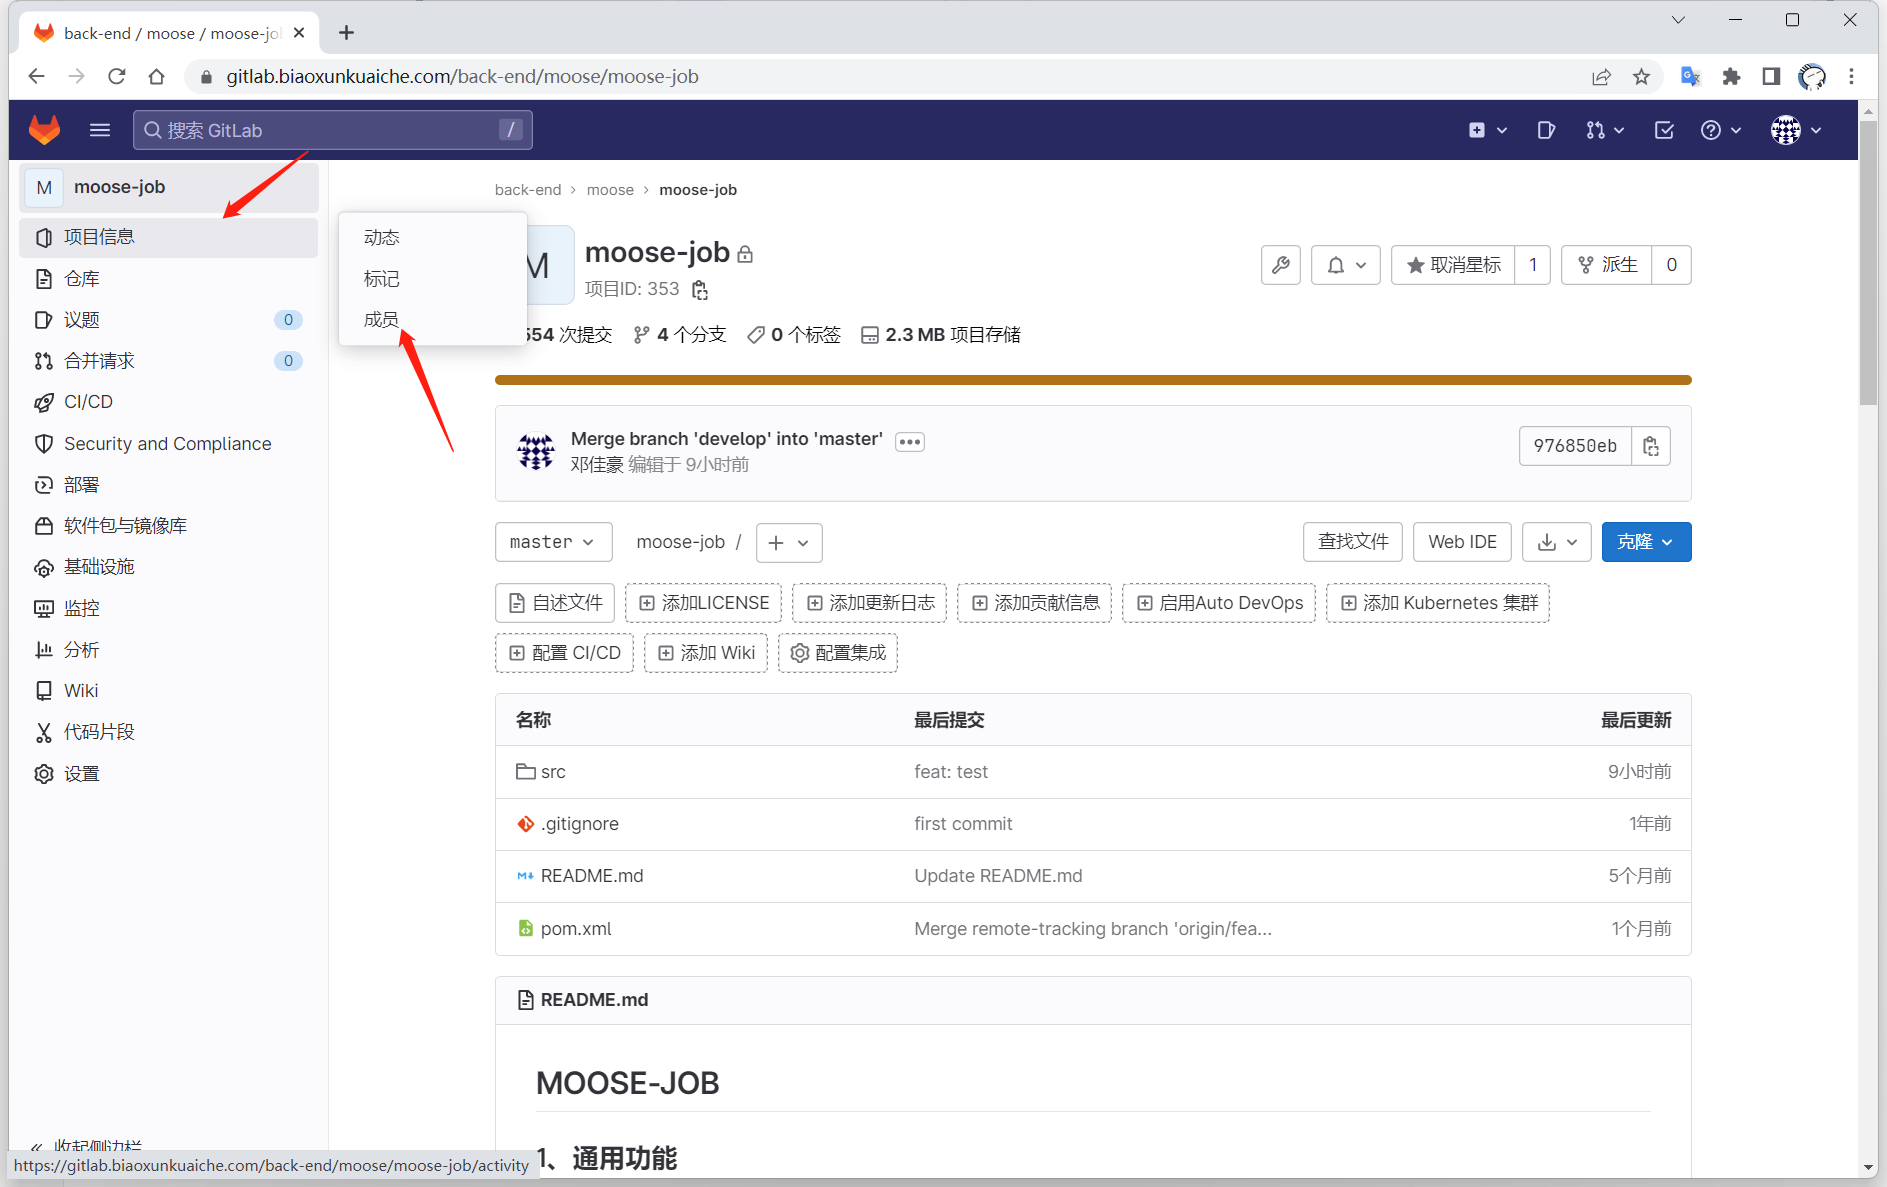 back-end / moose / moose-jo
gitlab.biaoxunkuaiche.com/back-end/moose/moose-job
搜索 GitLab /
M moose-job
项目信息
仓库
议题 0
合并请求 0
CI/CD
Security and Compliance
部署
软件包与镜像库
基础设施
监控
分析
Wiki
代码片段
设置
收起侧边栏
https://gitlab.biaoxunkuaiche.com/back-end/moose/moose-job/activity
动态
标记
成员
back-end › moose › moose-job
M
moose-job
项目ID: 353
取消星标 1
派生 0
554 次提交 4 个分支 0 个标签 2.3 MB 项目存储
Merge branch 'develop' into 'master'
邓佳豪 编辑于 9小时前
976850eb
master moose-job / +
查找文件 Web IDE 克隆
自述文件 添加LICENSE 添加更新日志 添加贡献信息 启用Auto DevOps 添加 Kubernetes 集群
配置 CI/CD 添加 Wiki 配置集成
名称 最后提交 最后更新
src feat: test 9小时前
.gitignore first commit 1年前
README.md Update README.md 5个月前
pom.xml Merge remote-tracking branch 'origin/fea... 1个月前
README.md
MOOSE-JOB
1、通用功能